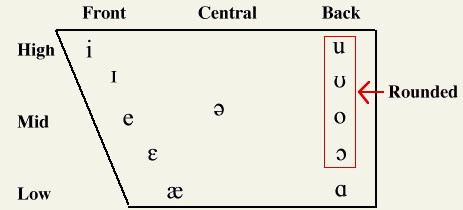 Front Central Back
High i u
ɪ ʊ
Rounded
Mid e ə o
ɛ ɔ
Low æ ɑ